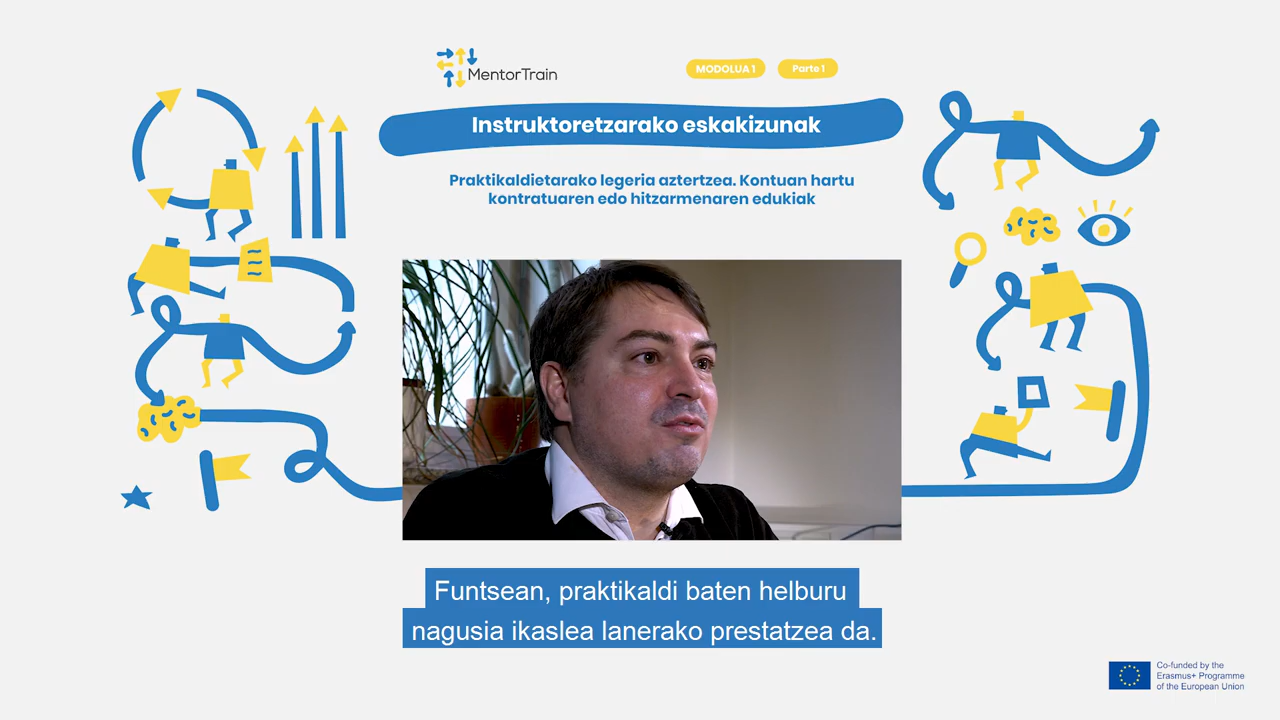 MentorTrain
MODOLUA 1
Parte 1
Instruktoretzarako eskakizunak
Praktikaldietarako legeria aztertzea. Kontuan hartu
kontratuaren edo hitzarmenaren edukiak
Funtsean, praktikaldi baten helburu
nagusia ikaslea lanerako prestatzea da.
Co-funded by the
Erasmus+ Programme
of the European Union